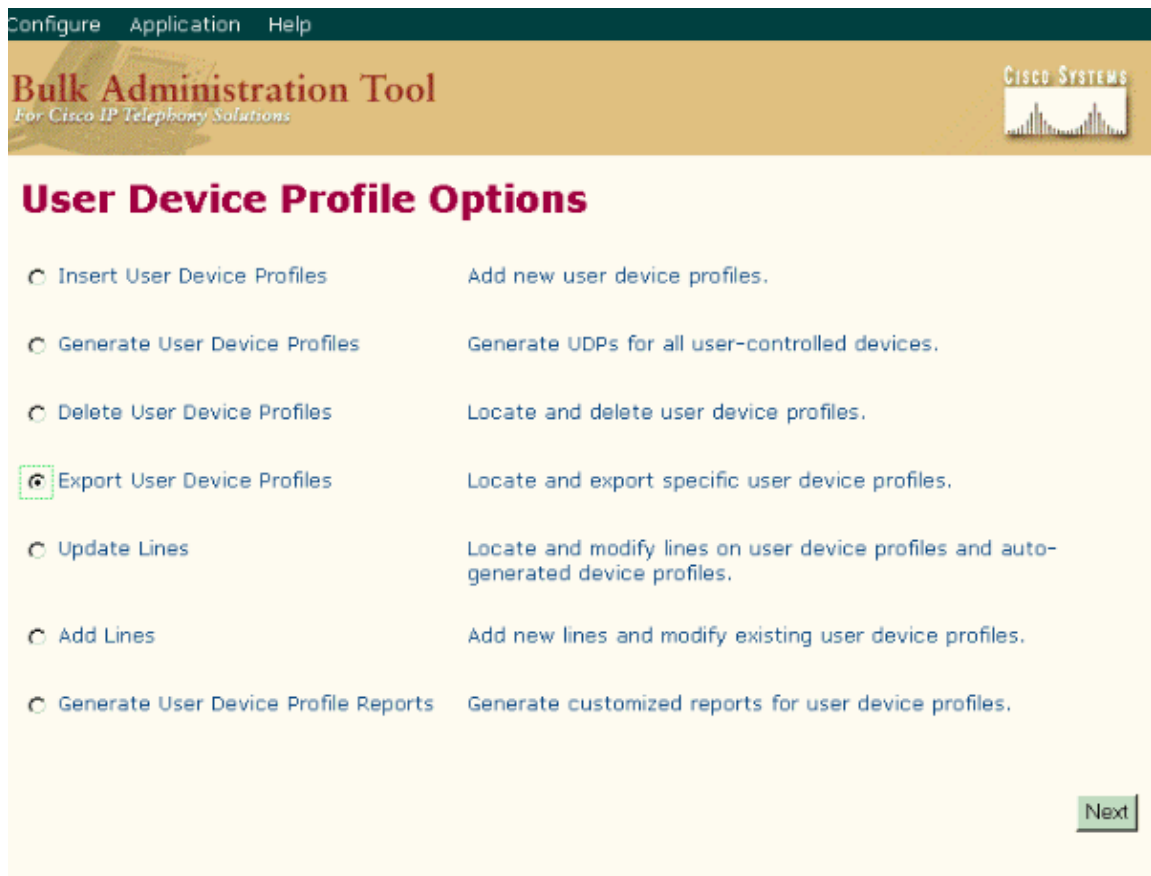 Configure Application Help
Bulk Administration Tool
For Cisco IP Telephony Solutions
CISCO SYSTEMS
User Device Profile Options
Insert User Device Profiles Add new user device profiles.
Generate User Device Profiles Generate UDPs for all user-controlled devices.
Delete User Device Profiles Locate and delete user device profiles.
Export User Device Profiles Locate and export specific user device profiles.
Update Lines Locate and modify lines on user device profiles and auto-
generated device profiles.
Add Lines Add new lines and modify existing user device profiles.
Generate User Device Profile Reports Generate customized reports for user device profiles.
Next